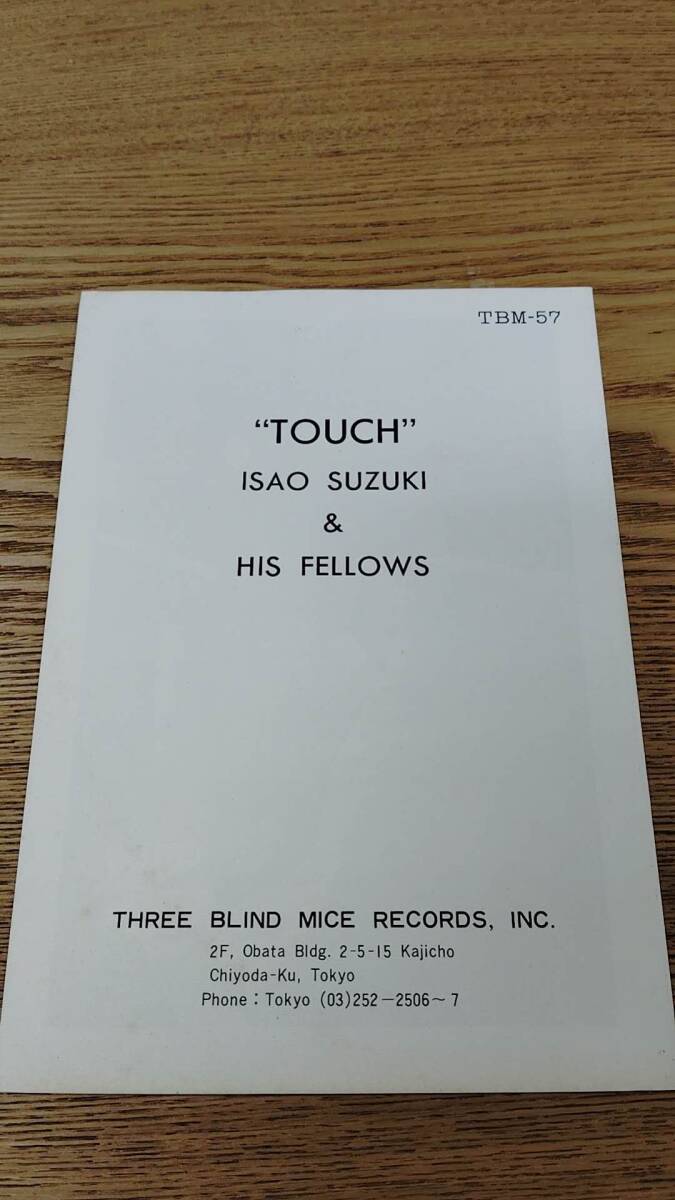 TBM-57
“TOUCH”
ISAO SUZUKI
&
HIS FELLOWS
THREE BLIND MICE RECORDS, INC.
2F, Obata Bldg. 2-5-15 Kajicho
Chiyoda-Ku, Tokyo
Phone : Tokyo (03)252－2506～7